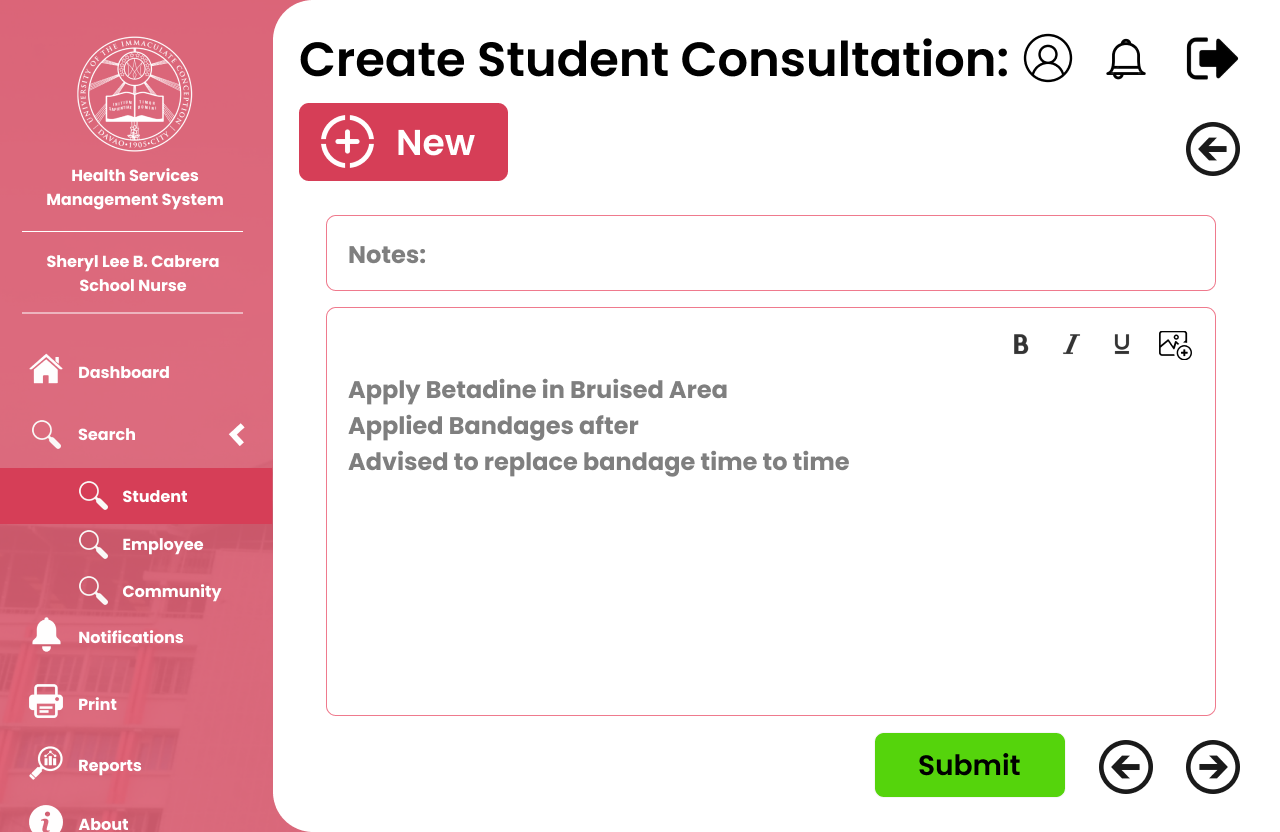 UNIVERSITY OF THE IMMACULATE CONCEPTION
DAVAO • 1905 • CITY
Health Services
Management System
Sheryl Lee B. Cabrera
School Nurse
Dashboard
Search
Student
Employee
Community
Notifications
Print
Reports
About
Create Student Consultation:
New
Notes:
B I U
Apply Betadine in Bruised Area
Applied Bandages after
Advised to replace bandage time to time
Submit